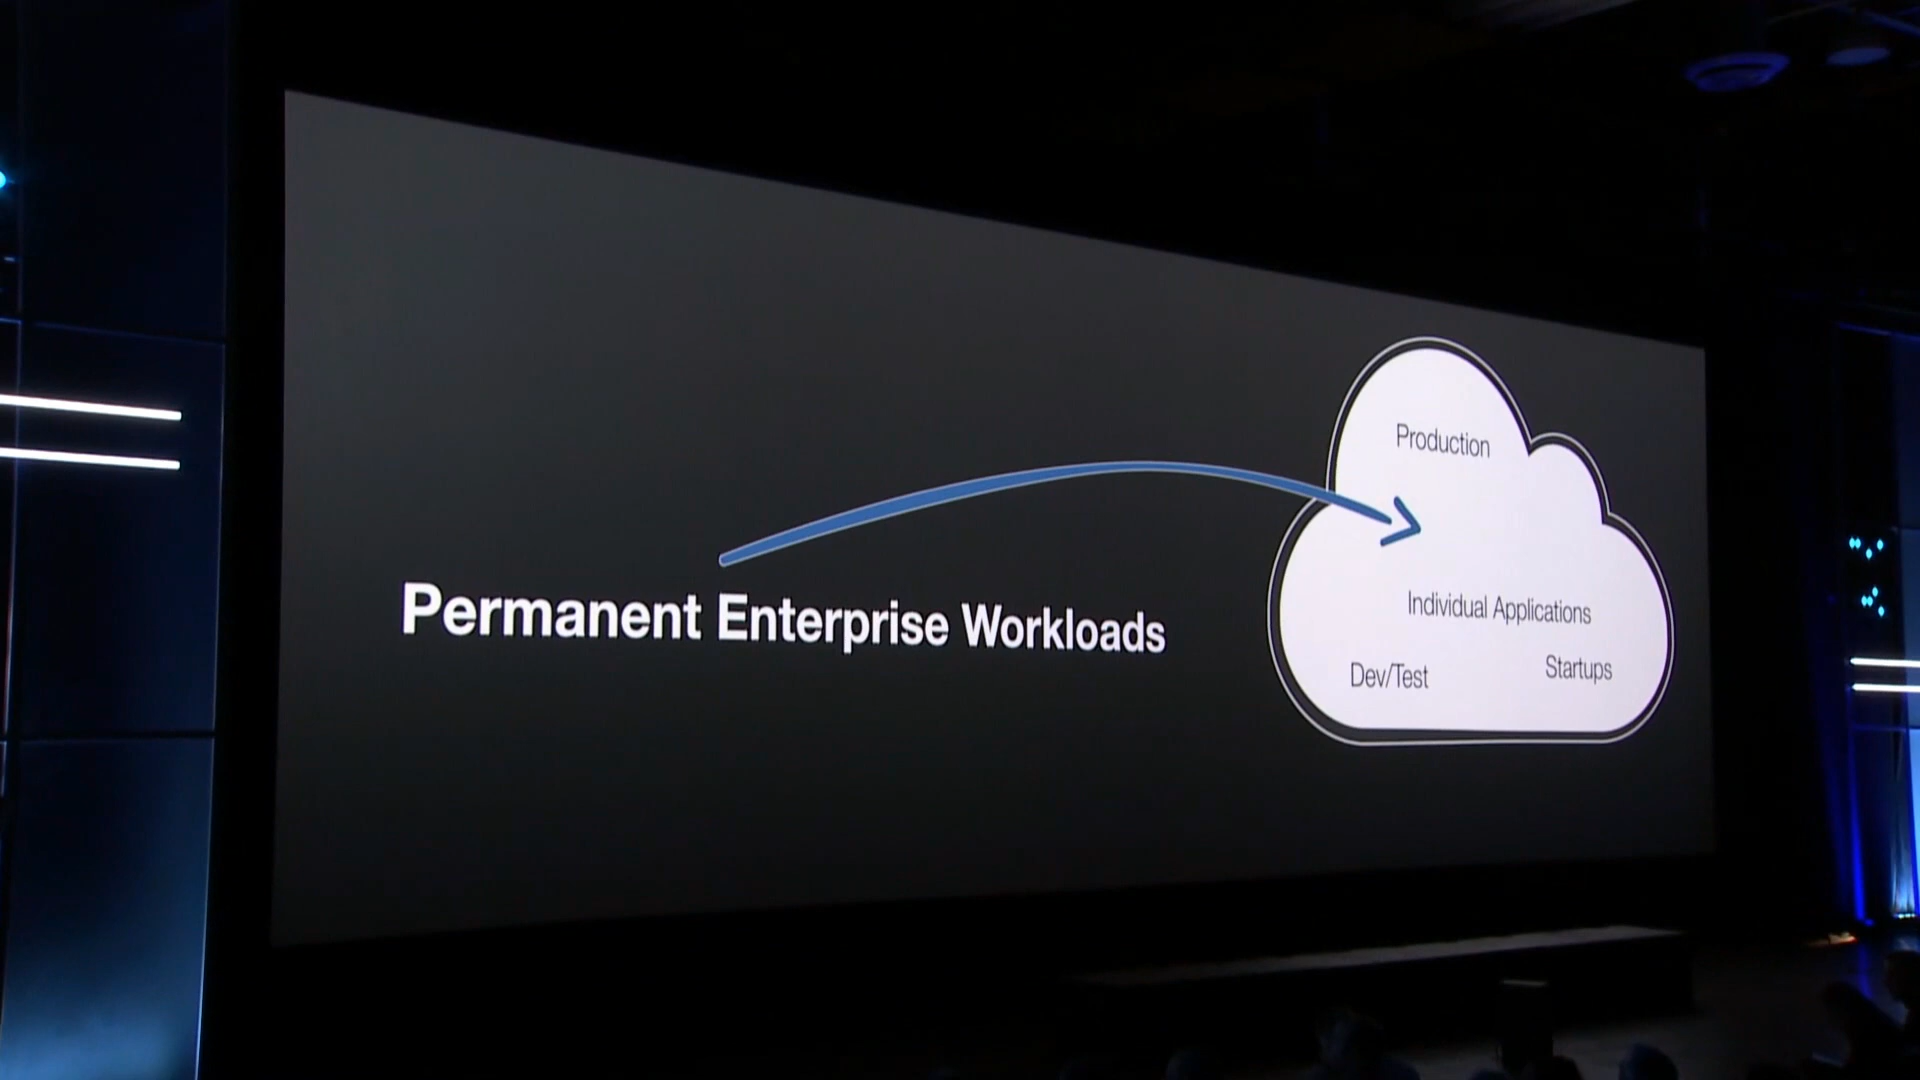 Production
Permanent Enterprise Workloads
Individual Applications
Dev/Test
Startups